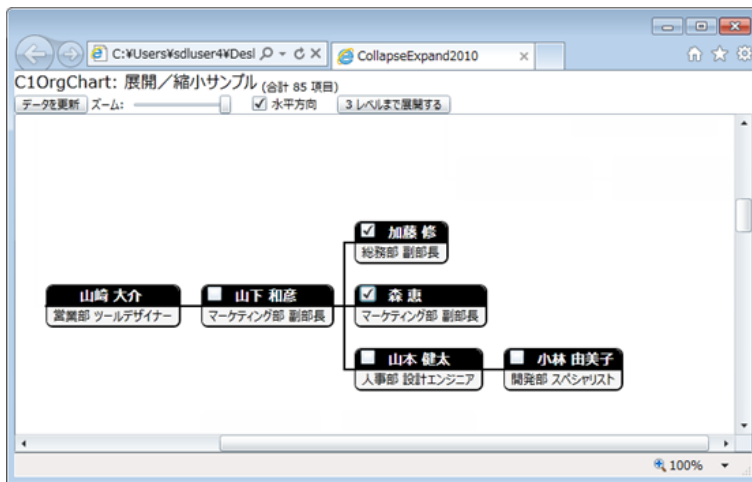 C:¥Users¥sdluser4¥Desl
CollapseExpand2010
C1OrgChart: 展開／縮小サンプル (合計 85 項目)
データを更新 ズーム: 水平方向 3 レベルまで展開する
加藤 修
総務部 副部長
山崎 大介
営業部 ツールデザイナー
山下 和彦
マーケティング部 副部長
森 恵
マーケティング部 副部長
山本 健太
人事部 設計エンジニア
小林 由美子
開発部 スペシャリスト
100%